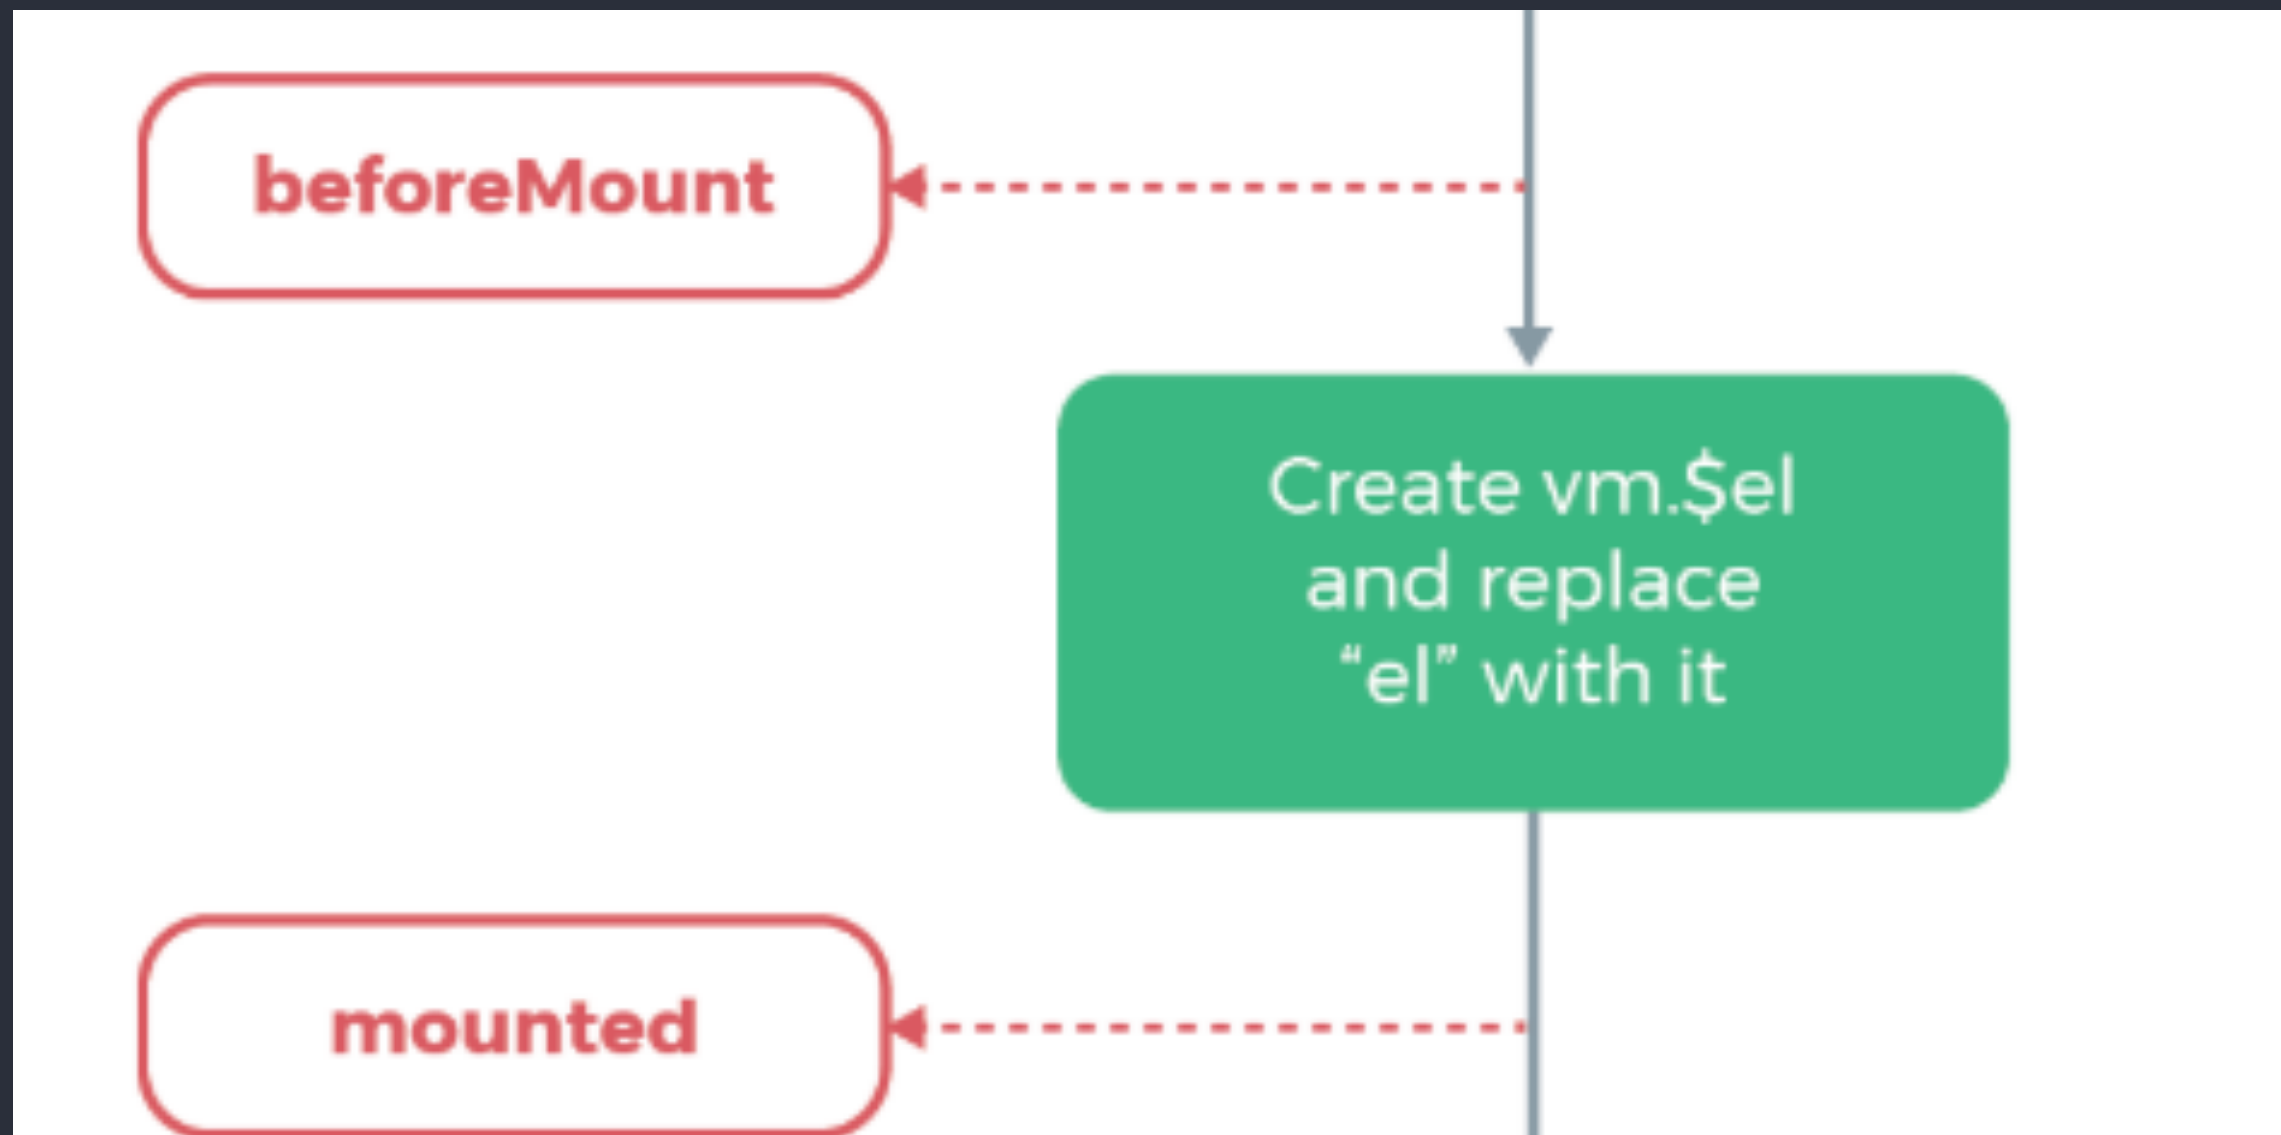 beforeMount
Create vm.$el
and replace
“el” with it
mounted